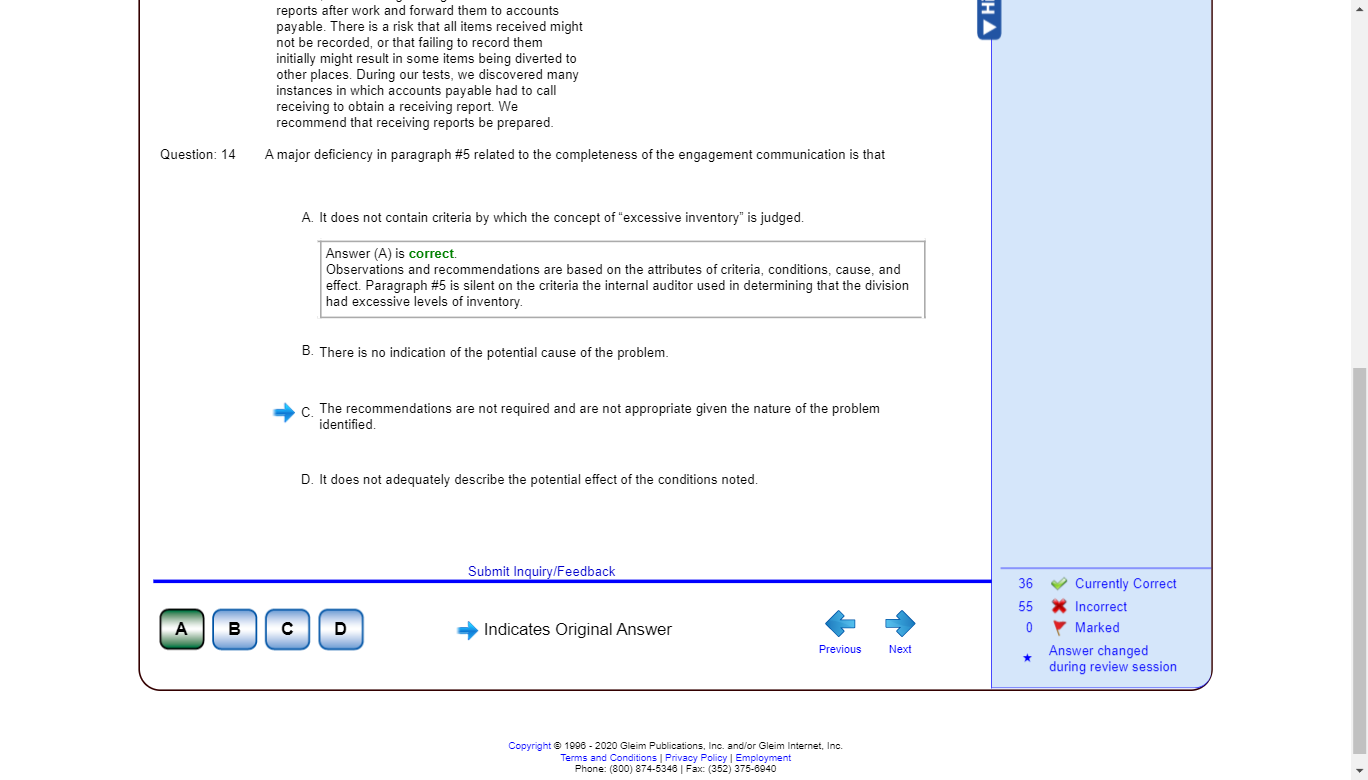 reports after work and forward them to accounts
payable. There is a risk that all items received might
not be recorded, or that failing to record them
initially might result in some items being diverted to
other places. During our tests, we discovered many
instances in which accounts payable had to call
receiving to obtain a receiving report. We
recommend that receiving reports be prepared.
Question: 14 A major deficiency in paragraph #5 related to the completeness of the engagement communication is that
A. It does not contain criteria by which the concept of “excessive inventory” is judged.
Answer (A) is correct.
Observations and recommendations are based on the attributes of criteria, conditions, cause, and
effect. Paragraph #5 is silent on the criteria the internal auditor used in determining that the division
had excessive levels of inventory.
B. There is no indication of the potential cause of the problem.
C. The recommendations are not required and are not appropriate given the nature of the problem
identified.
D. It does not adequately describe the potential effect of the conditions noted.
Submit Inquiry/Feedback
A B C D
Indicates Original Answer
Previous Next
36 Currently Correct
55 Incorrect
0 Marked
Answer changed
during review session
Copyright © 1996 - 2020 Gleim Publications, Inc. and/or Gleim Internet, Inc.
Terms and Conditions | Privacy Policy | Employment
Phone: (800) 874-5346 | Fax: (352) 375-6940